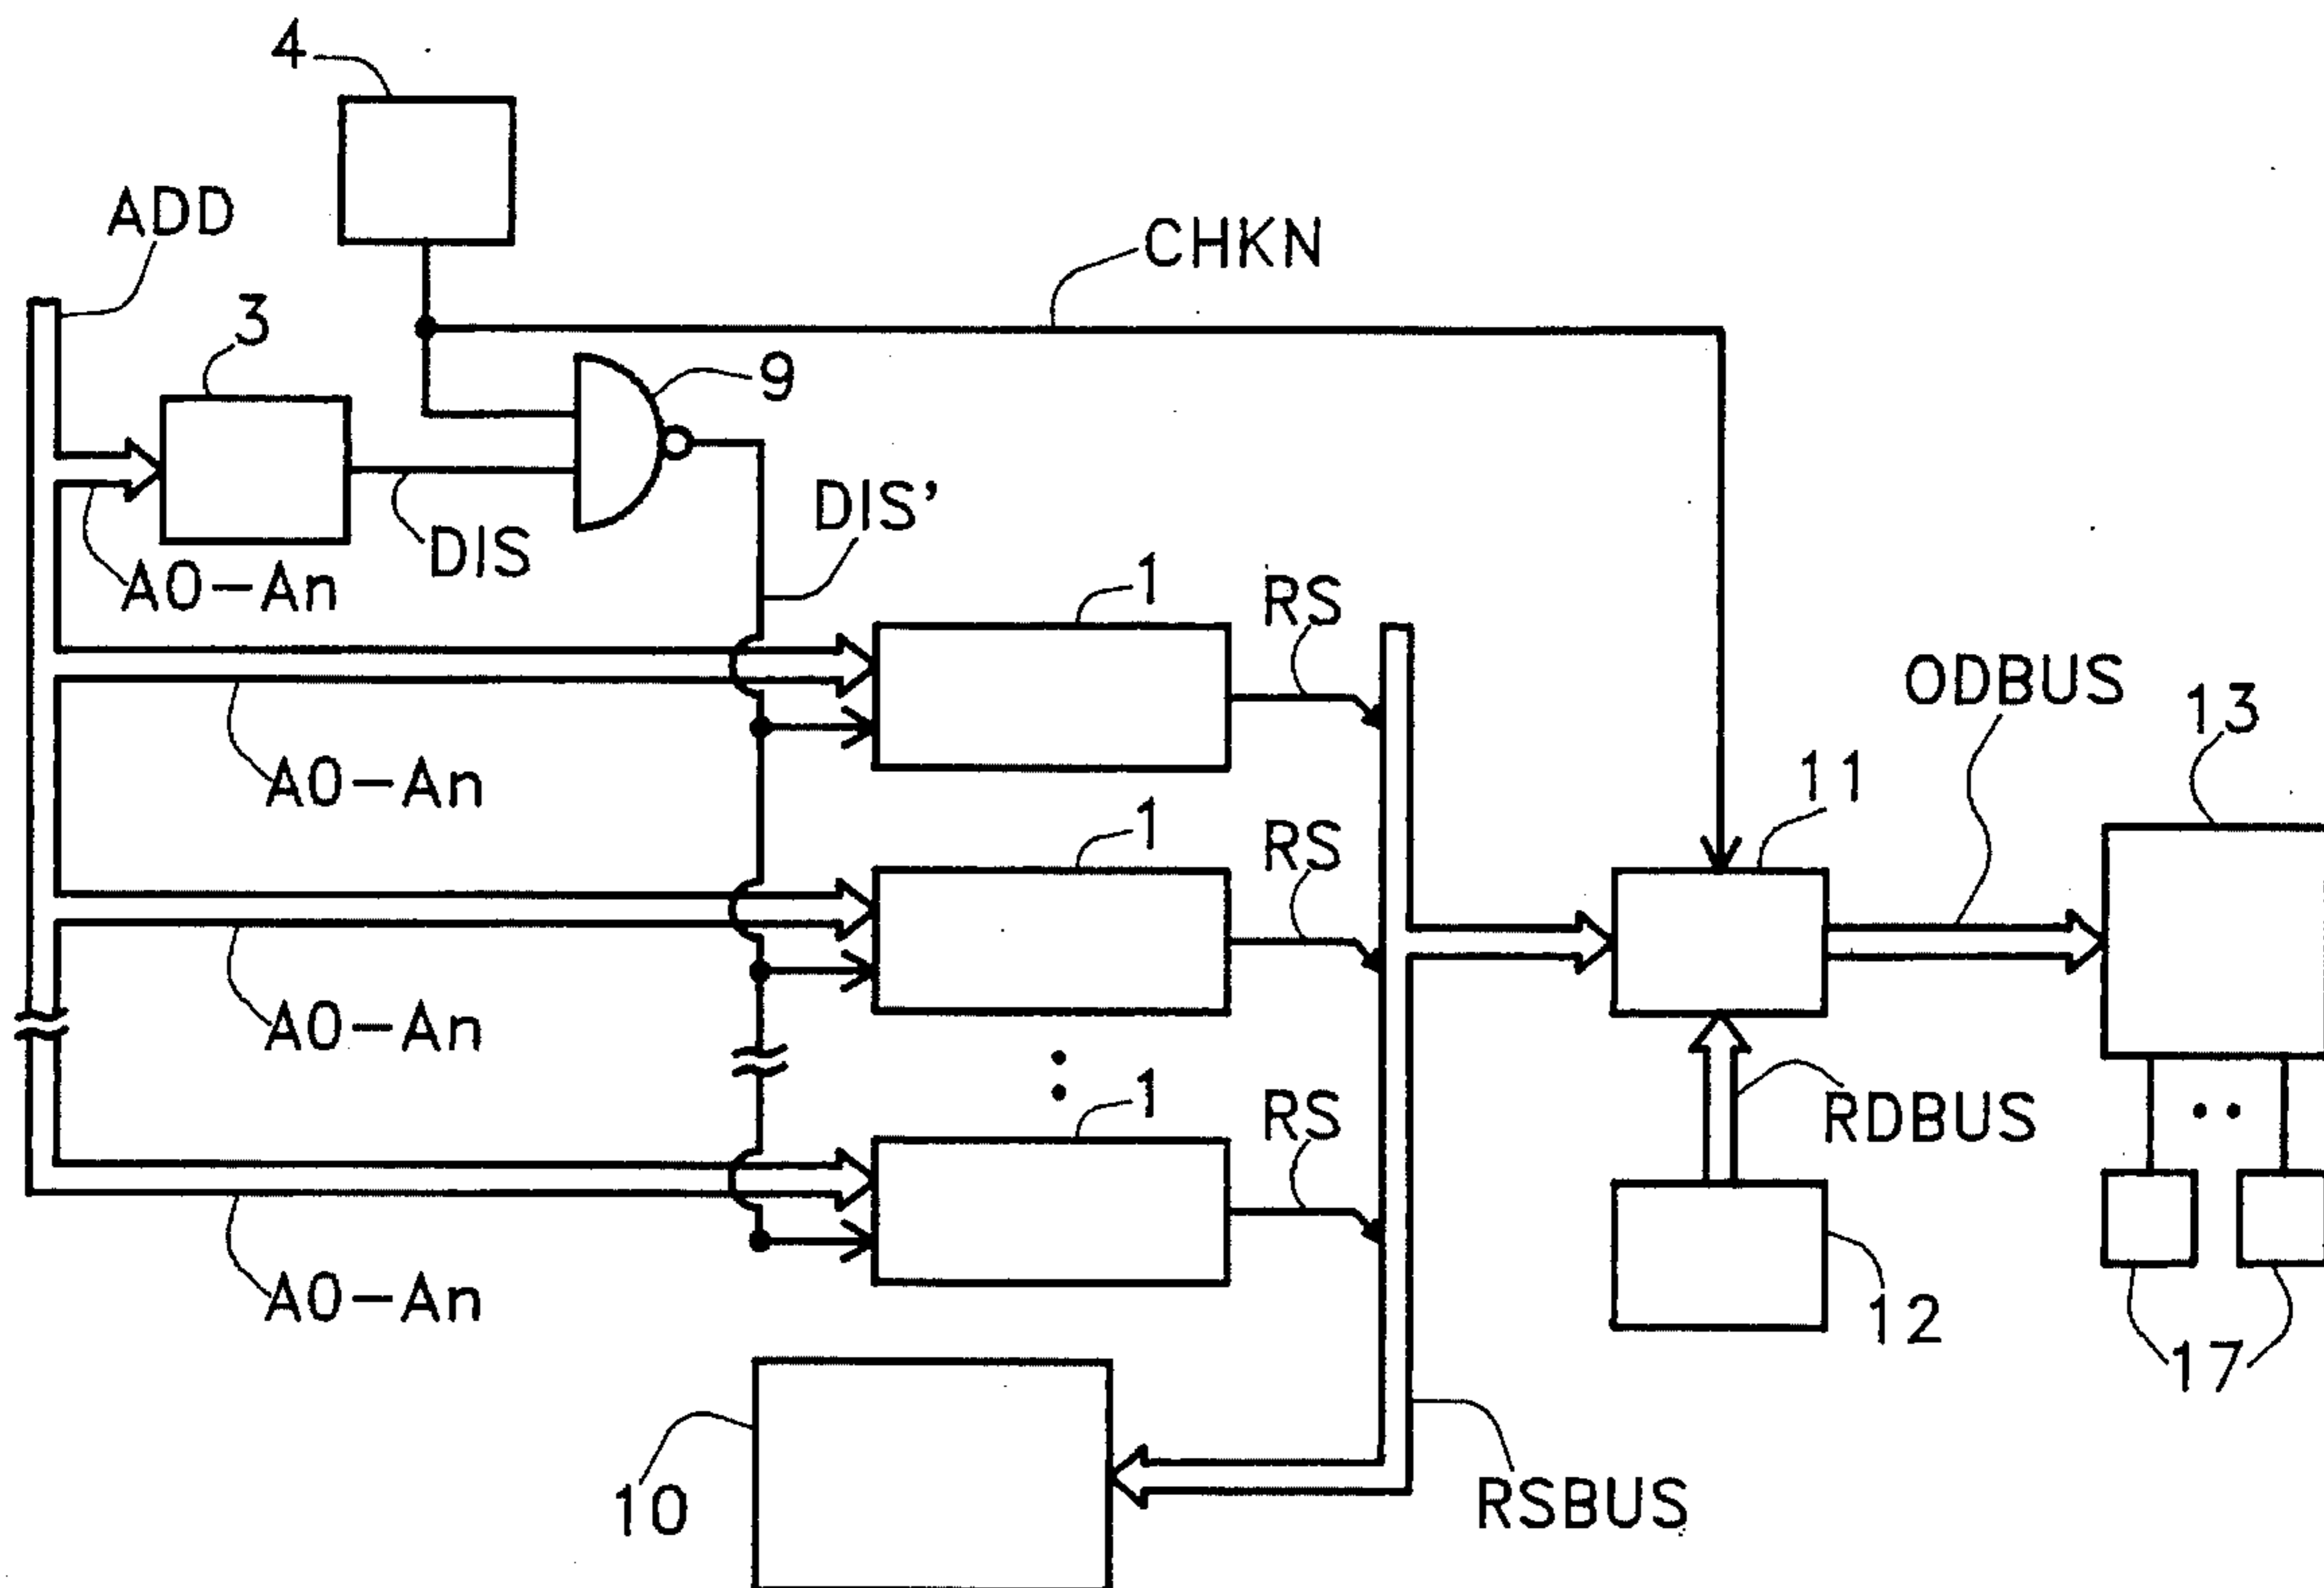 4
ADD
CHKN
3
9
DIS'
DIS
A0-An
1
RS
ODBUS
13
A0-An
11
1
RS
A0-An
1
RS
RDBUS
A0-An
12
17
10
RSBUS